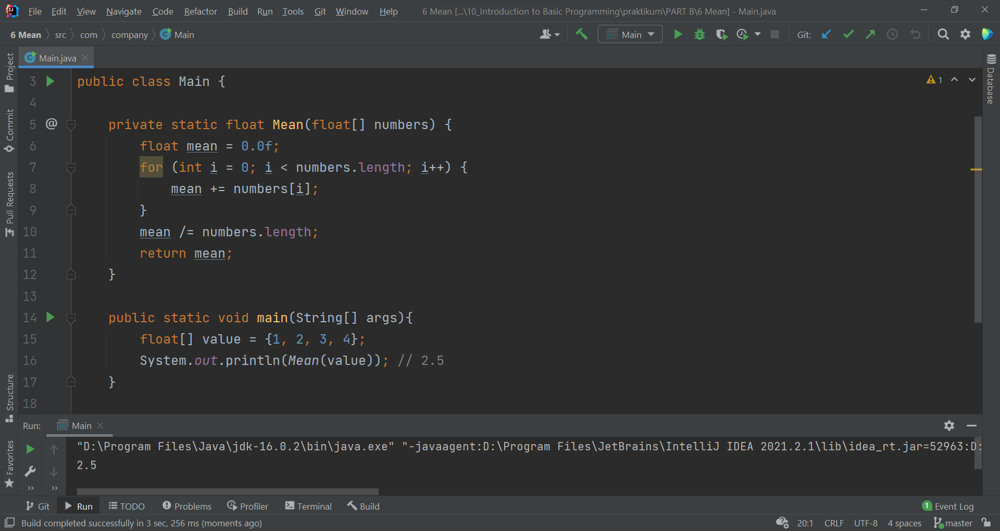 File Edit View Navigate Code Refactor Build Run Tools Git Window Help 6 Mean [...\10_Introduction to Basic Programming\praktikum\PART B\6 Mean] - Main.java
6 Mean src com company Main Main Git:
Main.java
Project
Commit
Pull Requests
Structure
Favorites
Database
1
3 public class Main {
4
5 @ private static float Mean(float[] numbers) {
6 float mean = 0.0f;
7 for (int i = 0; i < numbers.length; i++) {
8 mean += numbers[i];
9 }
10 mean /= numbers.length;
11 return mean;
12 }
13
14 public static void main(String[] args){
15 float[] value = {1, 2, 3, 4};
16 System.out.println(Mean(value)); // 2.5
17 }
18
Run: Main
"D:\Program Files\Java\jdk-16.0.2\bin\java.exe" "-javaagent:D:\Program Files\JetBrains\IntelliJ IDEA 2021.2.1\lib\idea_rt.jar=52963:D:
2.5
Git Run TODO Problems Profiler Terminal Build 1 Event Log
Build completed successfully in 3 sec, 256 ms (moments ago) 20:1 CRLF UTF-8 4 spaces master